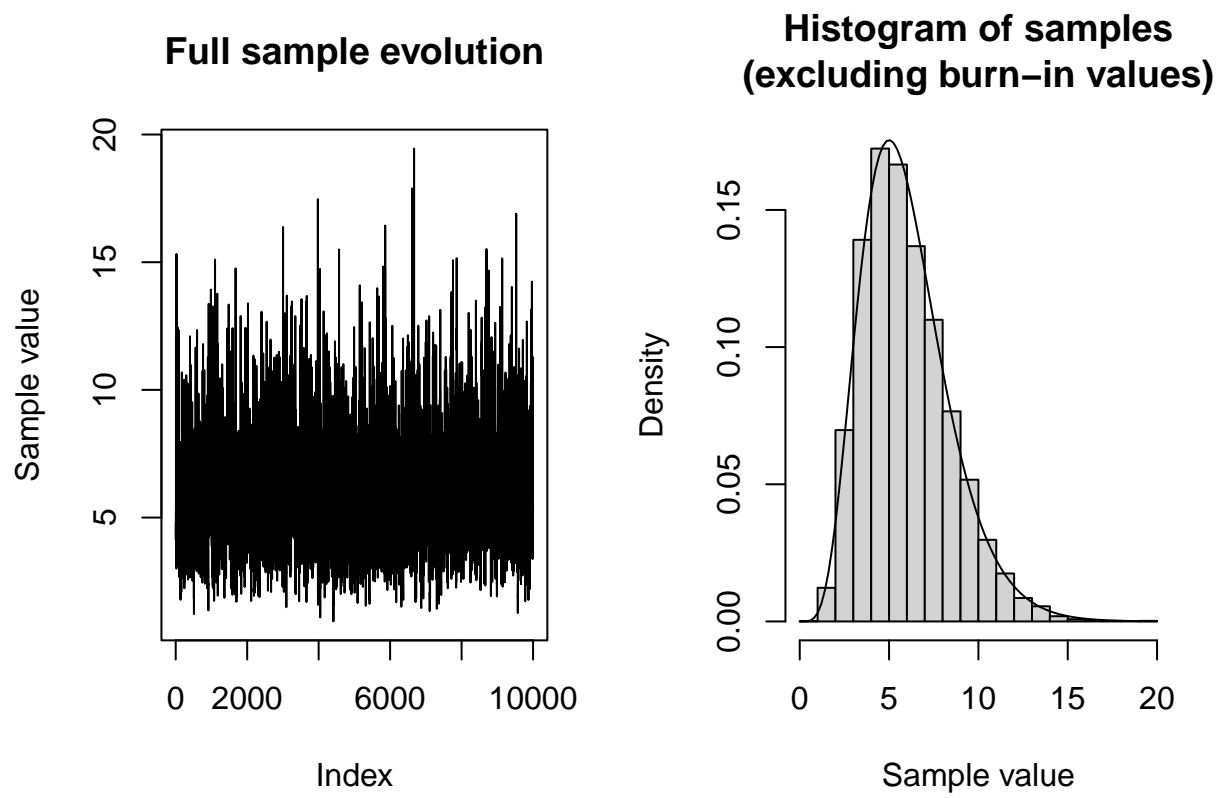 Full sample evolution
Sample value
20
15
10
5
0 2000 6000 10000
Index
Histogram of samples
(excluding burn−in values)
Density
0.15
0.10
0.05
0.00
0 5 10 15 20
Sample value